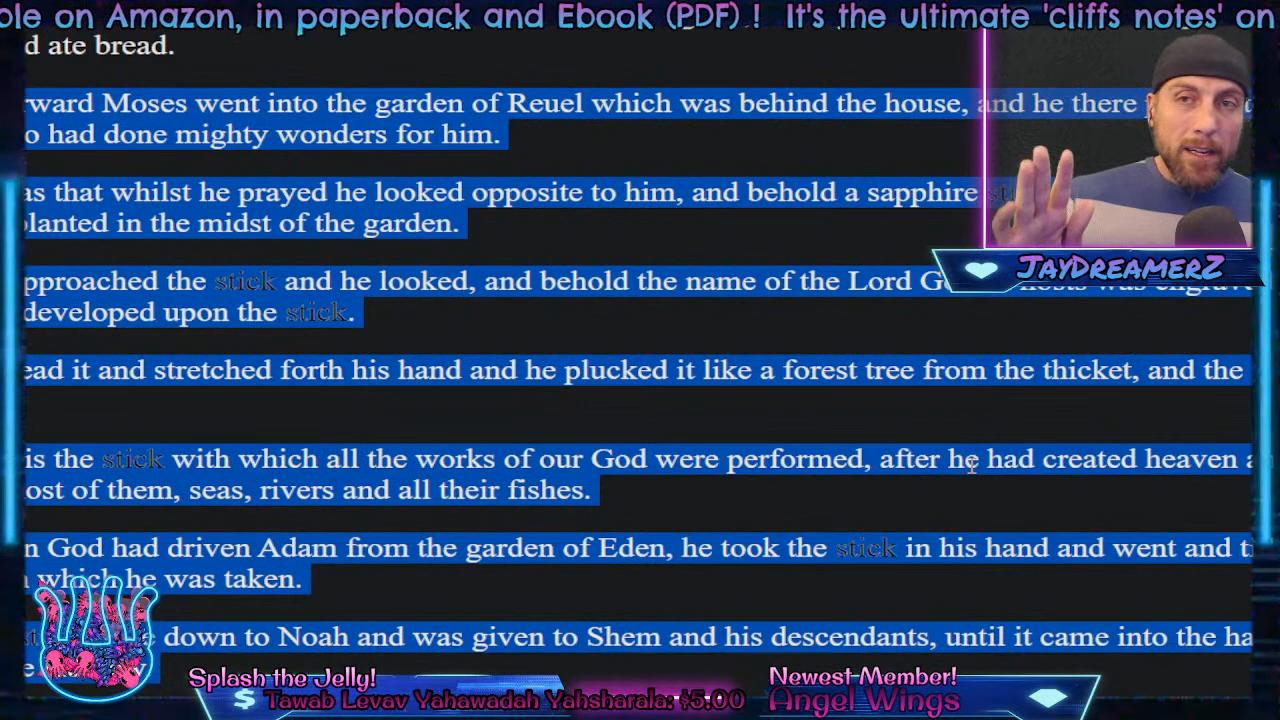 ole on Amazon, in paperback and Ebook (PDF) ! It's the ultimate 'cliffs notes' on
d ate bread.
rward Moses went into the garden of Reuel which was behind the house, and he there
o had done mighty wonders for him.
as that whilst he prayed he looked opposite to him, and behold a sapphire
planted in the midst of the garden.
pproached the stick and he looked, and behold the name of the Lord
developed upon the stick.
ead it and stretched forth his hand and he plucked it like a forest tree from the thicket, and the
is the stick with which all the works of our God were performed, after he had created heaven
ost of them, seas, rivers and all their fishes.
n God had driven Adam from the garden of Eden, he took the stick in his hand and went and
which he was taken.
down to Noah and was given to Shem and his descendants, until it came into the ha
JayDreamerZ
Splash the Jelly!
$ Tawab Levav Yahawadah Yahsharala: $5.00
Newest Member!
Angel Wings